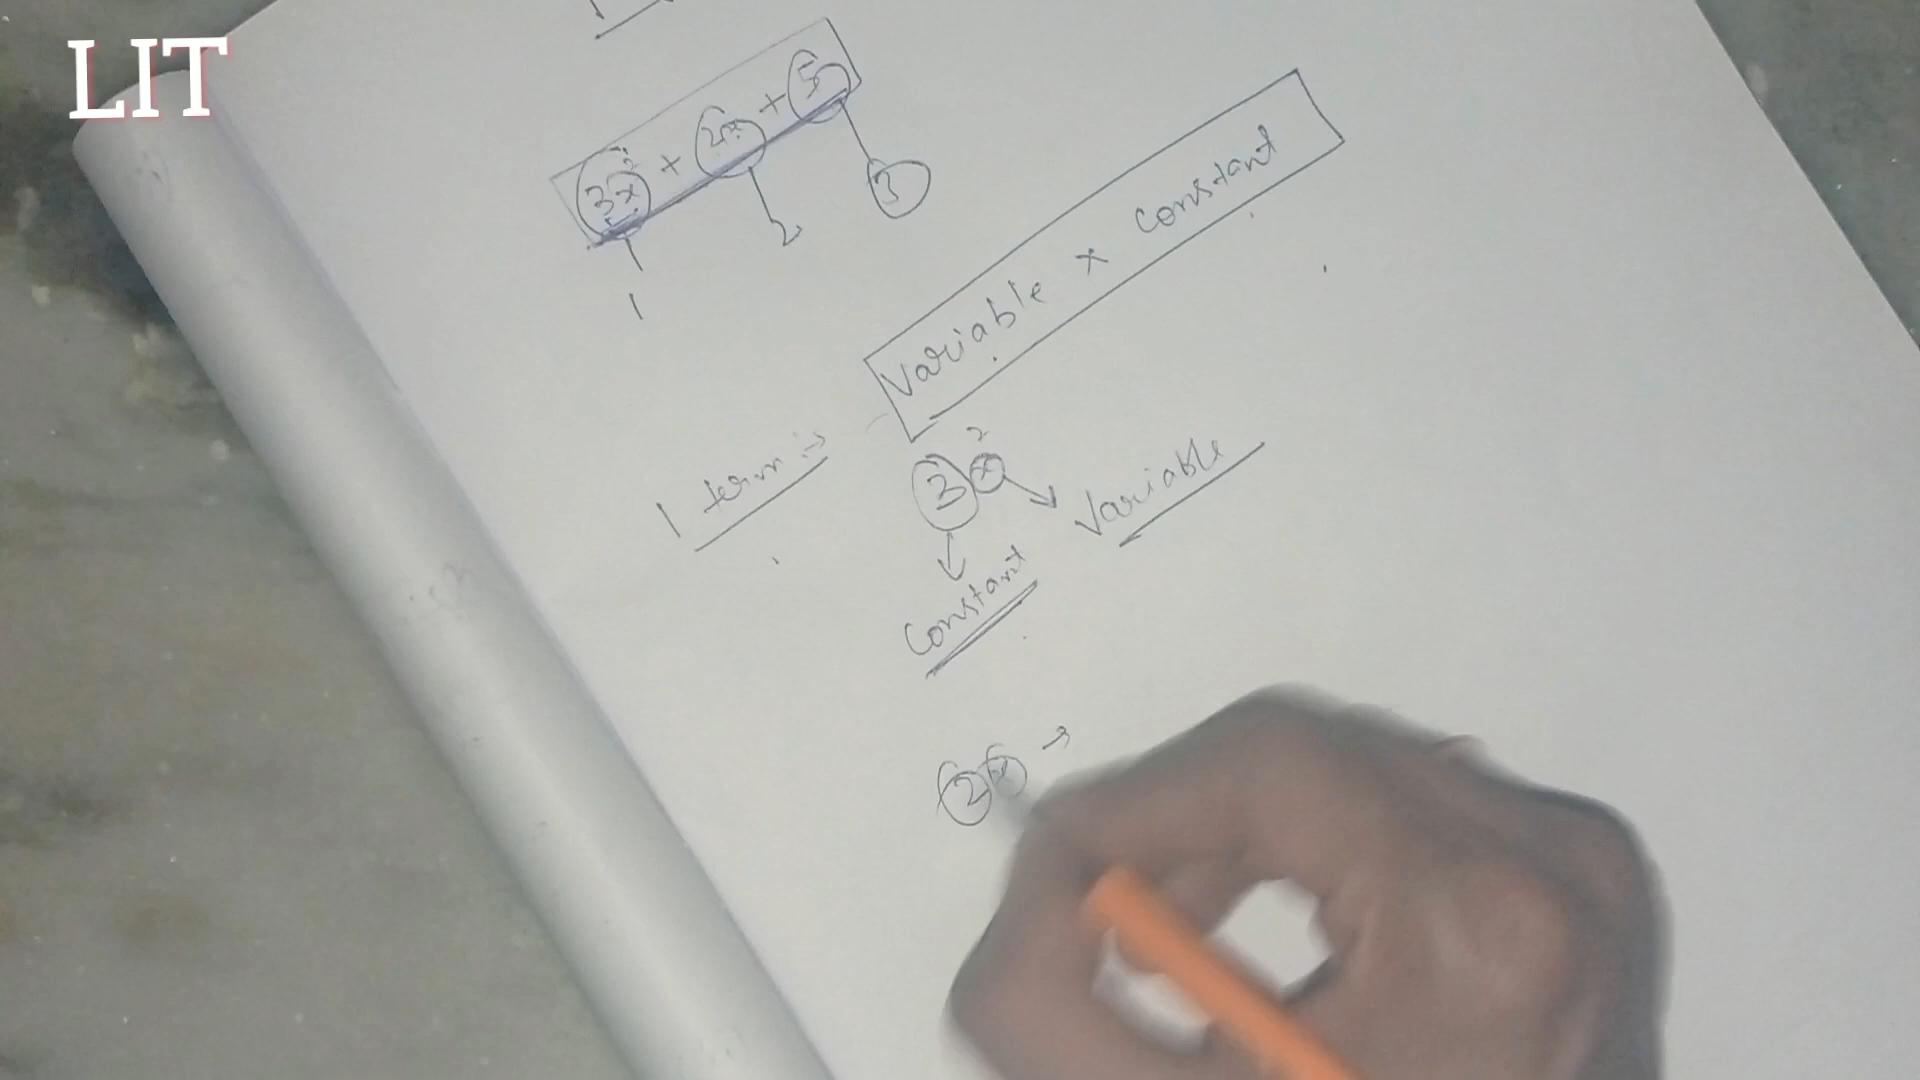 LIT
3x² + 2x + 5
1 2 3
Variable x Constant
1 term :→
3x²
Variable
Constant
2x →